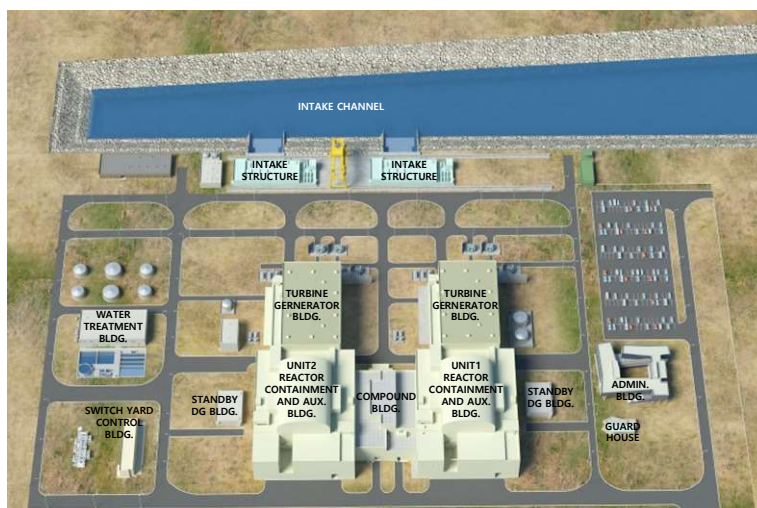 INTAKE CHANNEL
INTAKE
STRUCTURE
INTAKE
STRUCTURE
TURBINE
GERNERATOR
BLDG.
TURBINE
GERNERATOR
BLDG.
WATER
TREATMENT
BLDG.
UNIT2
REACTOR
CONTAINMENT
AND AUX.
BLDG.
UNIT1
REACTOR
CONTAINMENT
AND AUX.
BLDG.
STANDBY
DG BLDG.
COMPOUND
BLDG.
STANDBY
DG BLDG.
ADMIN.
BLDG.
SWITCH YARD
CONTROL
BLDG.
GUARD
HOUSE